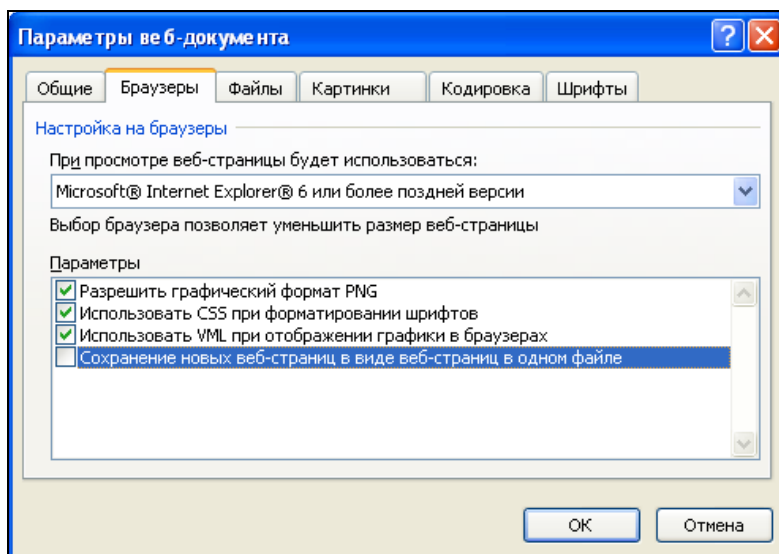 Параметры веб-документа
Общие Браузеры Файлы Картинки Кодировка Шрифты
Настройка на браузеры
При просмотре веб-страницы будет использоваться:
Microsoft® Internet Explorer® 6 или более поздней версии
Выбор браузера позволяет уменьшить размер веб-страницы
Параметры
Разрешить графический формат PNG
Использовать CSS при форматировании шрифтов
Использовать VML при отображении графики в браузерах
Сохранение новых веб-страниц в виде веб-страниц в одном файле
ОК Отмена